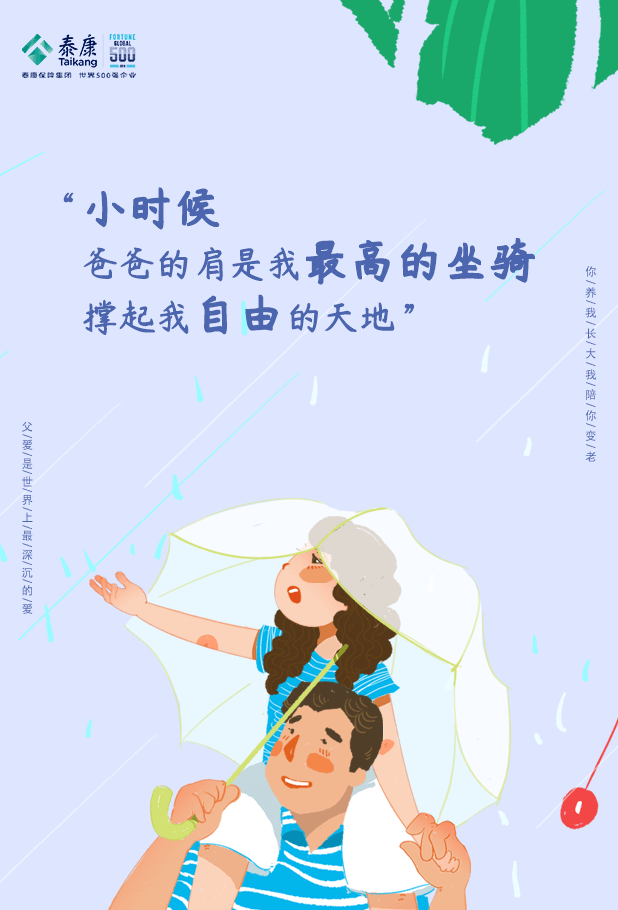 泰康
Taikang
FORTUNE
GLOBAL
500
泰康保险集团 世界500强企业
“小时候
爸爸的肩是我最高的坐骑
撑起我自由的天地”
你/养/我/长/大/我/陪/你/变/老
父/爱/是/世/界/上/最/深/沉/的/爱